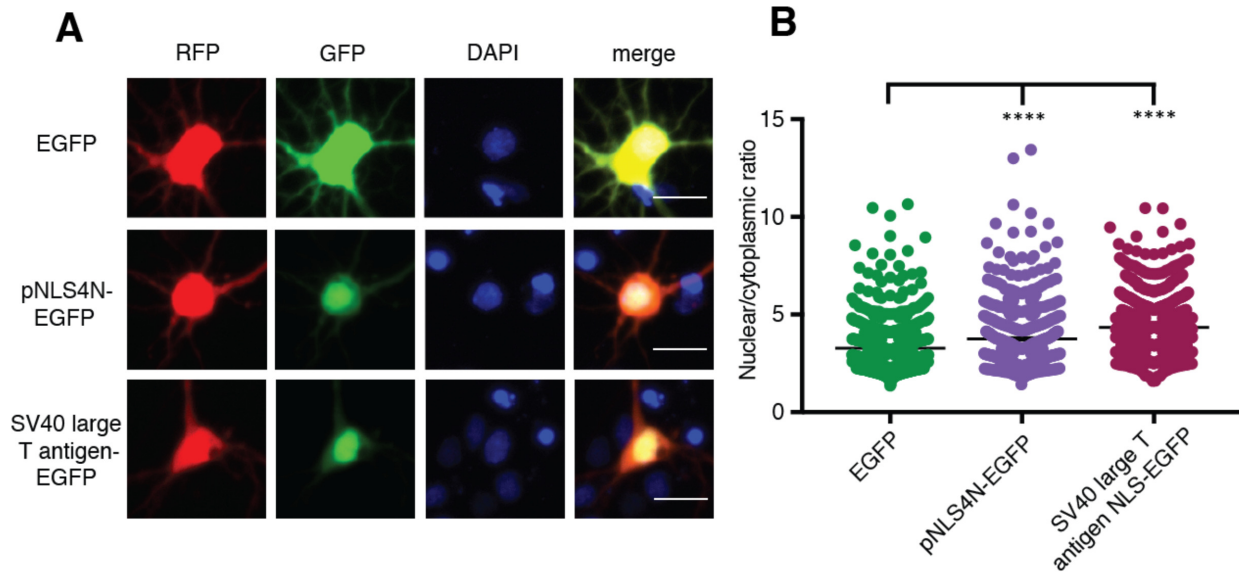 A
RFP GFP DAPI merge
EGFP
pNLS4N-
EGFP
SV40 large
T antigen-
EGFP
B
**** ****
15
10
5
0
Nuclear/cytoplasmic ratio
EGFP
pNLS4N-EGFP
SV40 large T
antigen NLS-EGFP